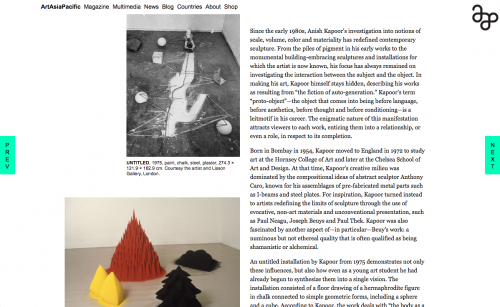 ArtAsiaPacific Magazine Multimedia News Blog Countries About Shop
P
R
E
V
UNTITLED, 1975, paint, chalk, steel, plaster, 274.3 ×
121.9 × 182.9 cm. Courtesy the artist and Lisson
Gallery, London.
Since the early 1980s, Anish Kapoor's investigation into notions of
scale, volume, color and materiality has redefined contemporary
sculpture. From the piles of pigment in his early works to the
monumental building-embracing sculptures and installations for
which the artist is now known, his focus has always remained on
investigating the interaction between the subject and the object. In
making his art, Kapoor himself stays hidden, describing his works
as resulting from "the fiction of auto-generation." Kapoor's term
"proto-object"—the object that comes into being before language,
before aesthetics, before thought and before conditioning—is a
leitmotif in his career. The enigmatic nature of this manifestation
attracts viewers to each work, enticing them into a relationship, or
even a role, in respect to its completion.
Born in Bombay in 1954, Kapoor moved to England in 1972 to study
art at the Hornsey College of Art and later at the Chelsea School of
Art and Design. At that time, Kapoor's creative milieu was
dominated by the compositional ideas of abstract sculptor Anthony
Caro, known for his assemblages of pre-fabricated metal parts such
as I-beams and steel plates. For inspiration, Kapoor turned instead
to artists redefining the limits of sculpture through the use of
evocative, non-art materials and unconventional presentation, such
as Paul Neagu, Joseph Beuys and Paul Thek. Kapoor was also
fascinated by another aspect of—in particular—Beuy's work: a
numinous but not ethereal quality that is often qualified as being
shamanistic or alchemical.
An untitled installation by Kapoor from 1975 demonstrates not only
these influences, but also how even as a young art student he had
already begun to synthesize them into a single vision. The
installation consisted of a floor drawing of a hermaphrodite figure
in chalk connected to simple geometric forms, including a sphere
and a cube. According to Kapoor, the work deals with "the body as a
N
E
X
T